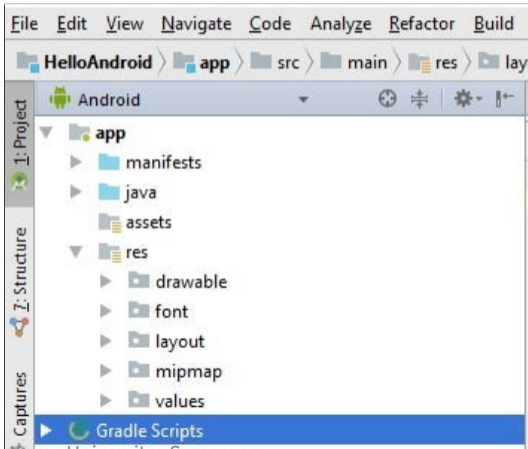 File Edit View Navigate Code Analyze Refactor Build
HelloAndroid app src main res lay
1: Project
Android
app
manifests
java
assets
res
drawable
font
layout
mipmap
values
Gradle Scripts
7: Structure
Captures